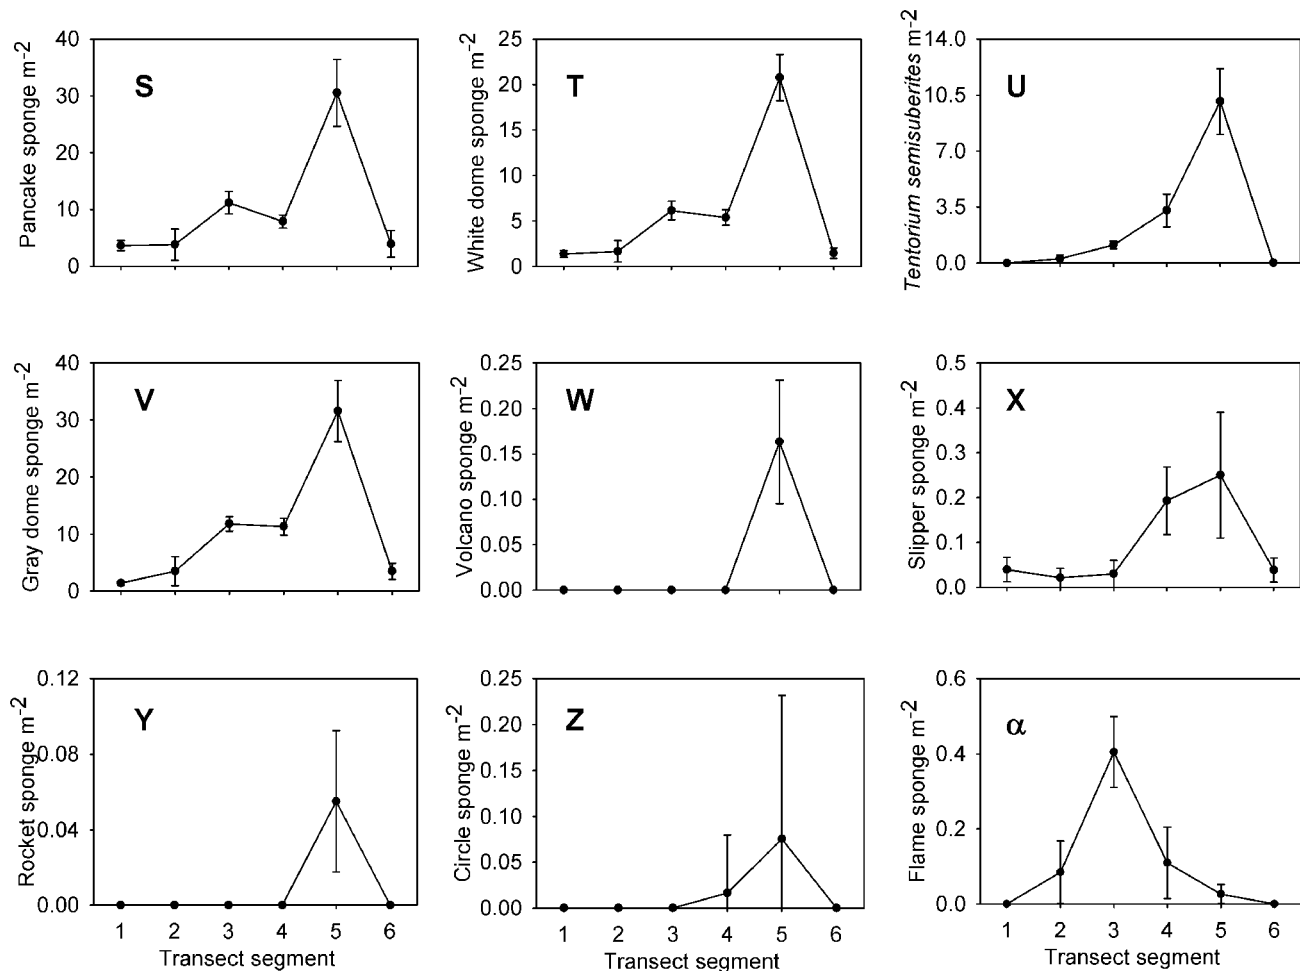 Pancake sponge m-2
40
30
20
10
0
S
White dome sponge m-2
25
20
15
10
5
0
T
Tentorium semisuberites m-2
14.0
10.5
7.0
3.5
0.0
U
Gray dome sponge m-2
40
30
20
10
0
V
Volcano sponge m-2
0.25
0.20
0.15
0.10
0.05
0.00
W
Slipper sponge m-2
0.5
0.4
0.3
0.2
0.1
0.0
X
Rocket sponge m-2
0.12
0.08
0.04
0.00
Y
1 2 3 4 5 6
Transect segment
Circle sponge m-2
0.25
0.20
0.15
0.10
0.05
0.00
Z
1 2 3 4 5 6
Transect segment
Flame sponge m-2
0.6
0.4
0.2
0.0
α
1 2 3 4 5 6
Transect segment